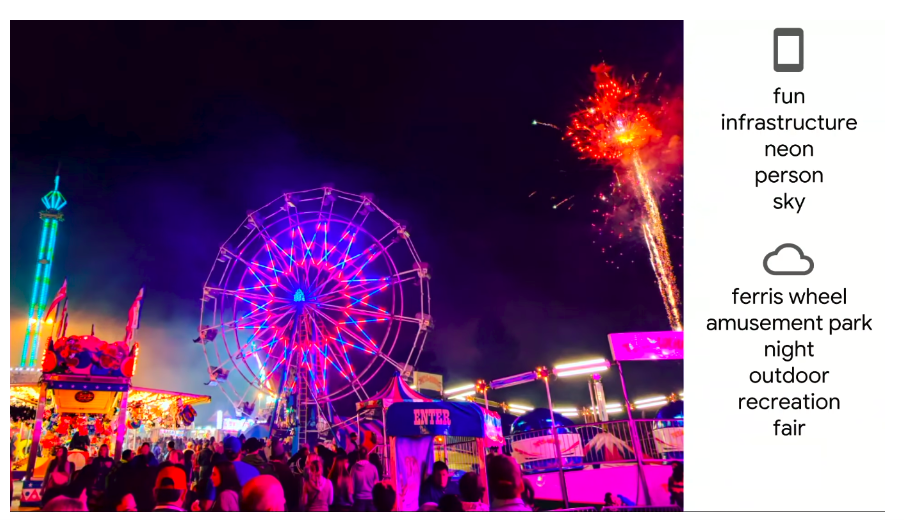 ENTER
fun
infrastructure
neon
person
sky
ferris wheel
amusement park
night
outdoor
recreation
fair